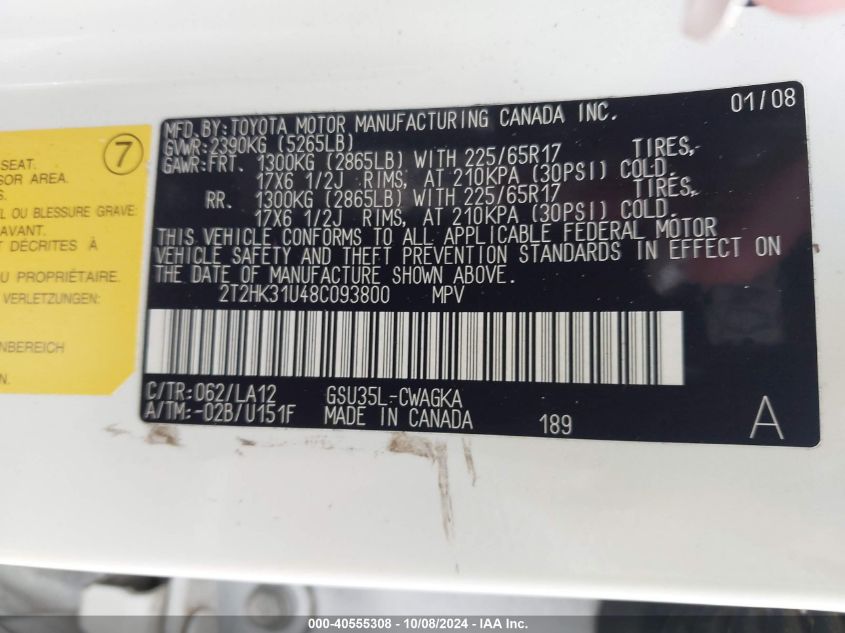 7
SEAT.
SOR AREA.
S.
EL OU BLESSURE GRAVE:
AVANT.
T DÉCRITES À
U PROPIÉTAIRE.
VERLETZUNGEN
NBEREICH
N.
01/08
MFD. BY: TOYOTA MOTOR MANUFACTURING CANADA INC.
GVWR: 2390KG (5265LB)
GAWR: FRT. 1300KG (2865LB) WITH 225/65R17 TIRES,
17X6 1/2J RIMS, AT 210KPA (30PSI) COLD.
RR. 1300KG (2865LB) WITH 225/65R17 TIRES,
17X6 1/2J RIMS, AT 210KPA (30PSI) COLD.
THIS VEHICLE CONFORMS TO ALL APPLICABLE FEDERAL MOTOR
VEHICLE SAFETY AND THEFT PREVENTION STANDARDS IN EFFECT ON
THE DATE OF MANUFACTURE SHOWN ABOVE.
2T2HK31U48C093800 MPV
C/TR: 062/LA12 GSU35L-CWAGKA
A/TM: -02B/U151F MADE IN CANADA 189 A
000-40555308 - 10/08/2024 - IAA Inc.